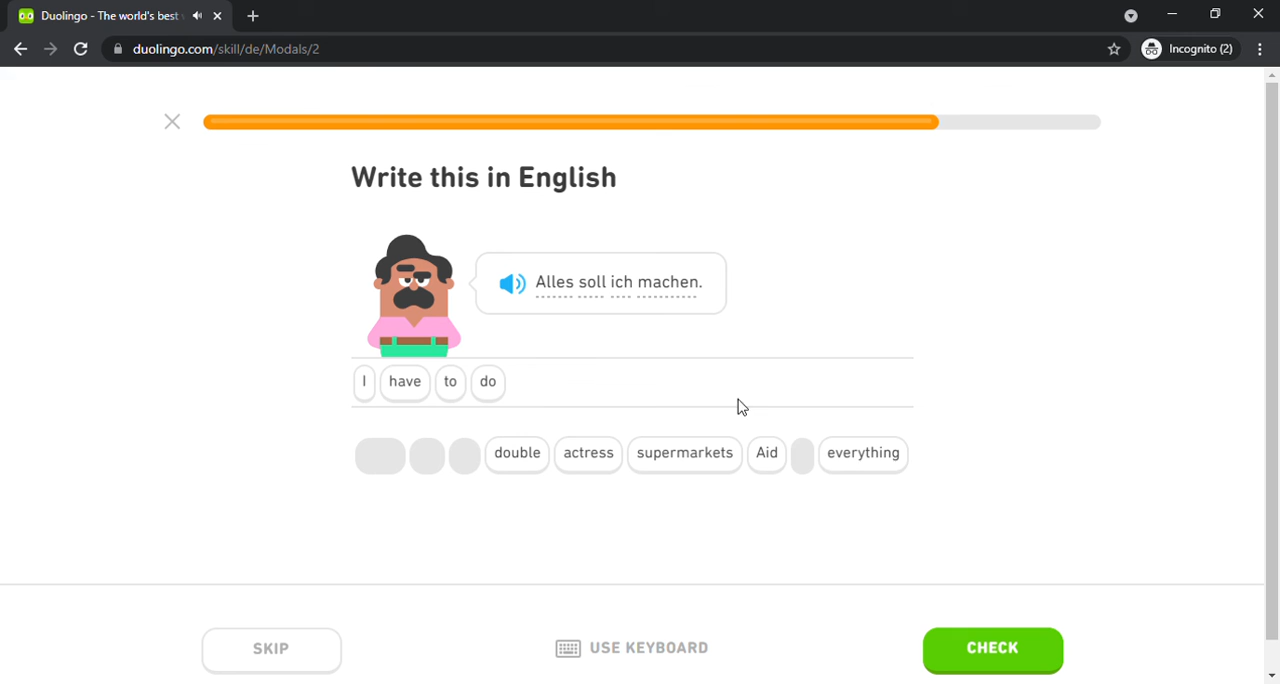 Duolingo - The world's best
duolingo.com/skill/de/Modals/2
Incognito (2)
Write this in English
Alles soll ich machen.
I have to do
double actress supermarkets Aid everything
SKIP
USE KEYBOARD
CHECK